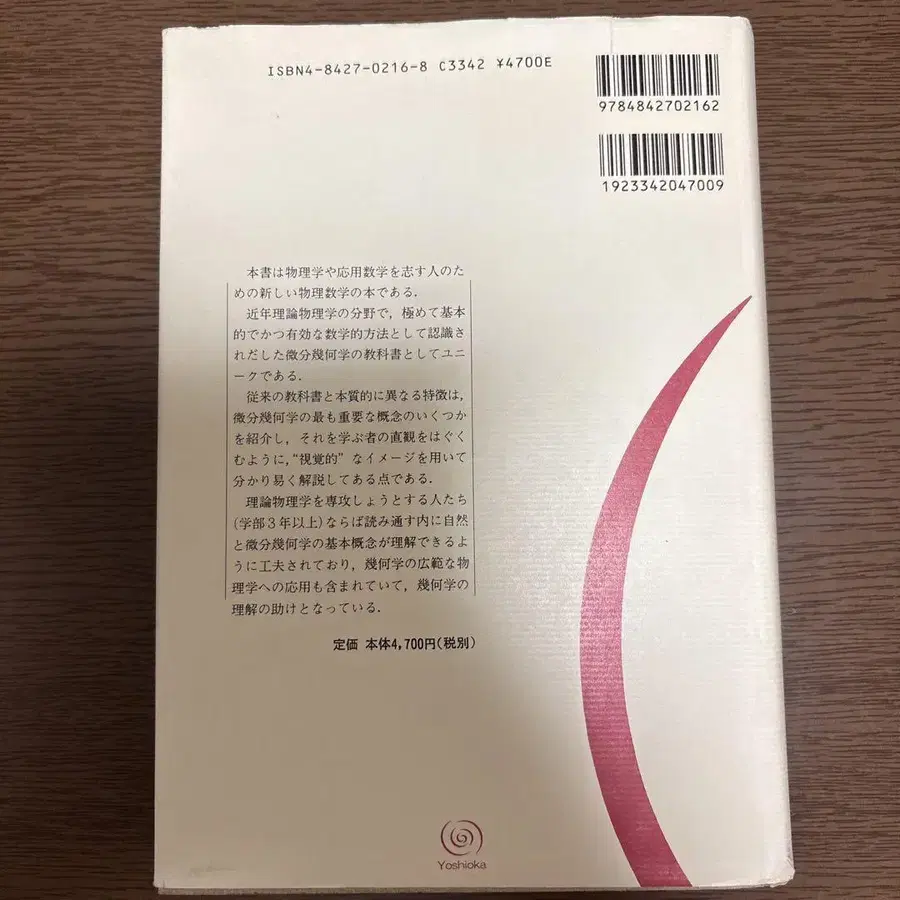 ISBN4-8427-0216-8 C3342 ¥4700E
9784842702162
1923342047009
本書は物理学や応用数学を志す人のた
めの新しい物理数学の本である.
近年理論物理学の分野で, 極めて基本
的でかつ有効な数学的方法として認識さ
れだした微分幾何学の教科書としてユニ
ークである.
従来の教科書と本質的に異なる特徴は,
微分幾何学の最も重要な概念のいくつか
を紹介し, それを学ぶ者の直観をはぐく
むように, “視覚的” なイメージを用いて
分かり易く解説してある点である.
理論物理学を専攻しょうとする人たち
(学部3年以上)ならば読み通す内に自然
と微分幾何学の基本概念が理解できるよ
うに工夫されており, 幾何学の広範な物
理学への応用も含まれていて, 幾何学の
理解の助けとなっている.
定価 本体4,700円(税別)
Yoshioka